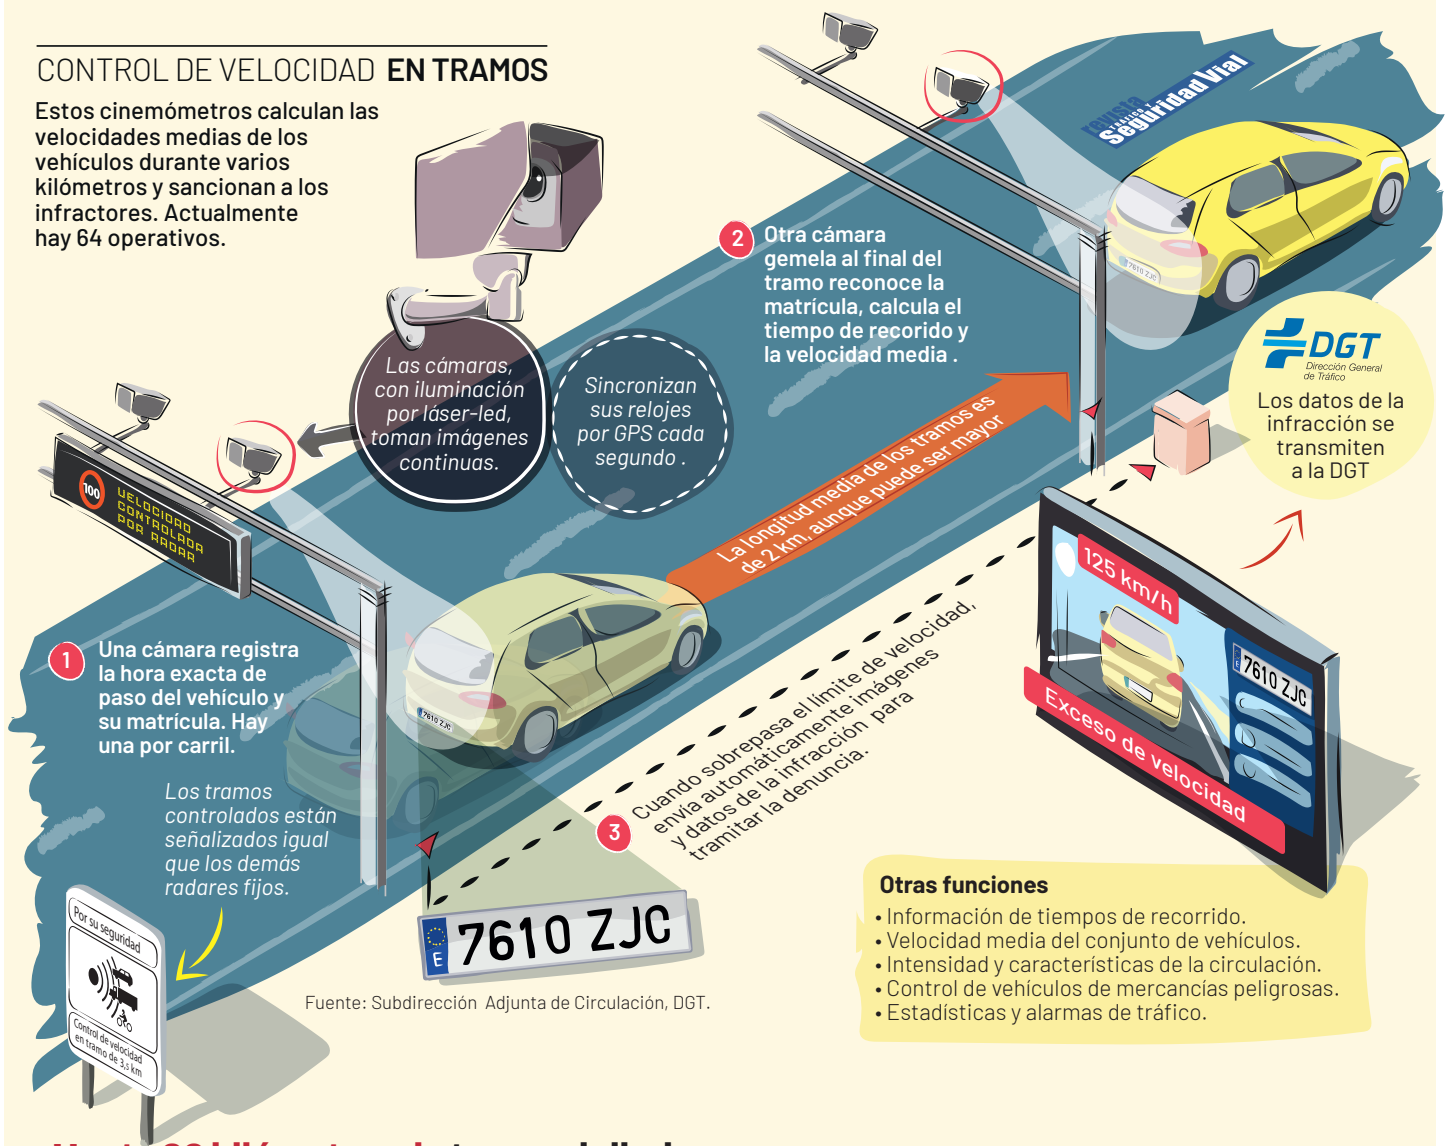 CONTROL DE VELOCIDAD EN TRAMOS
Estos cinemómetros calculan las
velocidades medias de los
vehículos durante varios
kilómetros y sancionan a los
infractores. Actualmente
hay 64 operativos.
revista
TRÁFICO Y
Seguridad Vial
2
Otra cámara
gemela al final del
tramo reconoce la
matrícula, calcula el
tiempo de recorido y
la velocidad media .
7610 ZJC
DGT
Dirección General
de Tráfico
Los datos de la
infracción se
transmiten
a la DGT
Las cámaras,
con iluminación
por láser-led,
toman imágenes
continuas.
Sincronizan
sus relojes
por GPS cada
segundo .
La longitud media de los tramos es
de 2 km, aunque puede ser mayor
100
VELOCIDAD
CONTROLADA
POR RADAR
1
Una cámara registra
la hora exacta de
paso del vehículo y
su matrícula. Hay
una por carril.
7610 ZJC
Los tramos
controlados están
señalizados igual
que los demás
radares fijos.
3
Cuando sobrepasa el límite de velocidad,
envía automáticamente imágenes
y datos de la infracción para
tramitar la denuncia.
125 km/h
E
7610 ZJC
Exceso de velocidad
Por su seguridad
Control de velocidad
en tramo de 3,5 km
E
7610 ZJC
Fuente: Subdirección Adjunta de Circulación, DGT.
Otras funciones
• Información de tiempos de recorrido.
• Velocidad media del conjunto de vehículos.
• Intensidad y características de la circulación.
• Control de vehículos de mercancías peligrosas.
• Estadísticas y alarmas de tráfico.